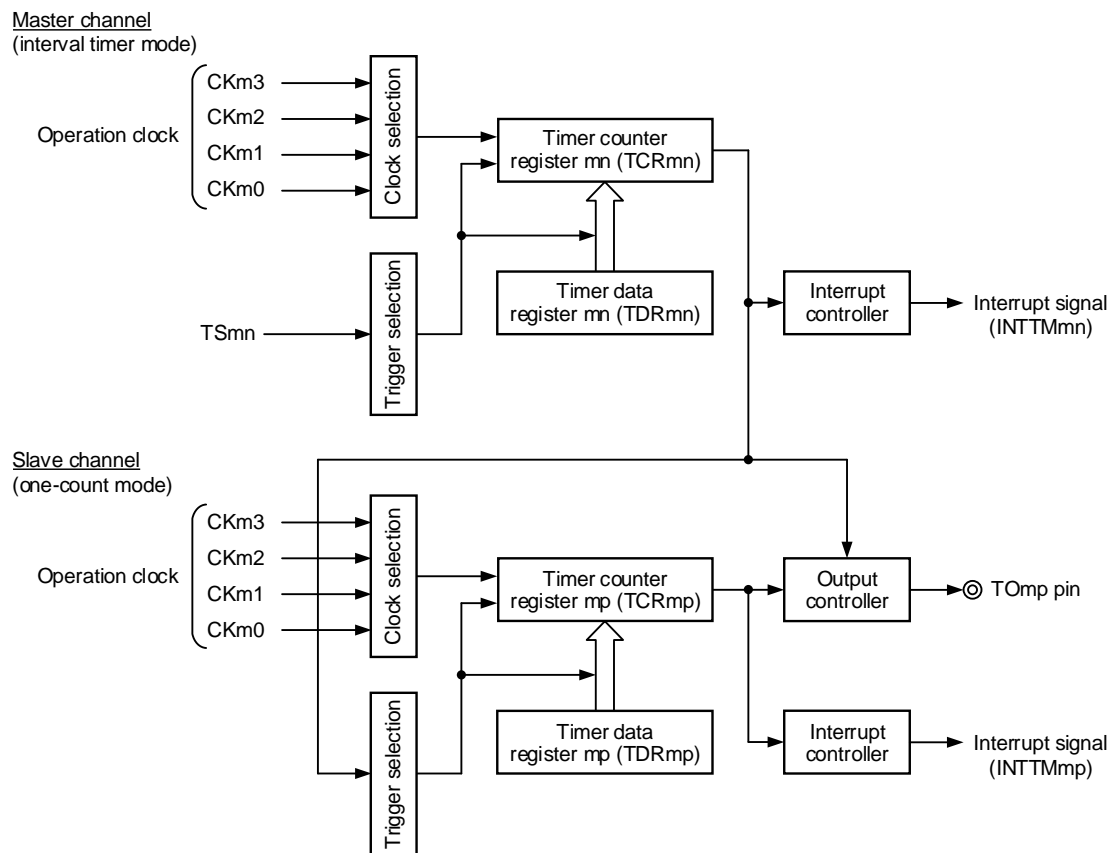 Master channel
(interval timer mode)
CKm3
CKm2
Operation clock
CKm1
CKm0
Clock selection
Timer counter
register mn (TCRmn)
TSmn
Trigger selection
Timer data
register mn (TDRmn)
Interrupt
controller
Interrupt signal
(INTTMmn)
Slave channel
(one-count mode)
CKm3
CKm2
Operation clock
CKm1
CKm0
Clock selection
Timer counter
register mp (TCRmp)
Output
controller
TOmp pin
Trigger selection
Timer data
register mp (TDRmp)
Interrupt
controller
Interrupt signal
(INTTMmp)